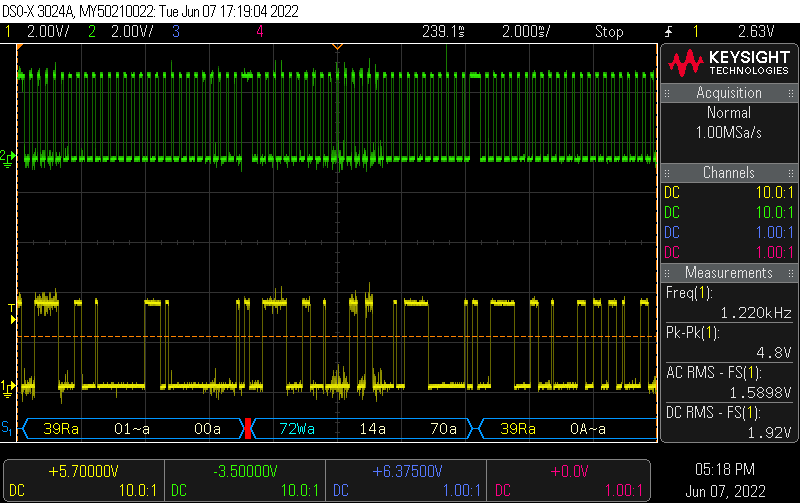 DSO-X 3024A, MY50210022: Tue Jun 07 17:19:04 2022
1 2.00V/ 2 2.00V/ 3 4 239.1ms 2.000ms/ Stop 1 2.63V
KEYSIGHT
TECHNOLOGIES
Acquisition
Normal
1.00MSa/s
Channels
DC 10.0:1
DC 10.0:1
DC 1.00:1
DC 1.00:1
Measurements
Freq(1):
1.220kHz
Pk-Pk(1):
4.8V
AC RMS - FS(1):
1.5898V
DC RMS - FS(1):
1.92V
2
T
1
S1 39Ra 01~a 00a 72Wa 14a 70a 39Ra 0A~a
+5.70000V -3.50000V +6.37500V +0.0V
DC 10.0:1 DC 10.0:1 DC 1.00:1 DC 1.00:1
05:18 PM
Jun 07, 2022